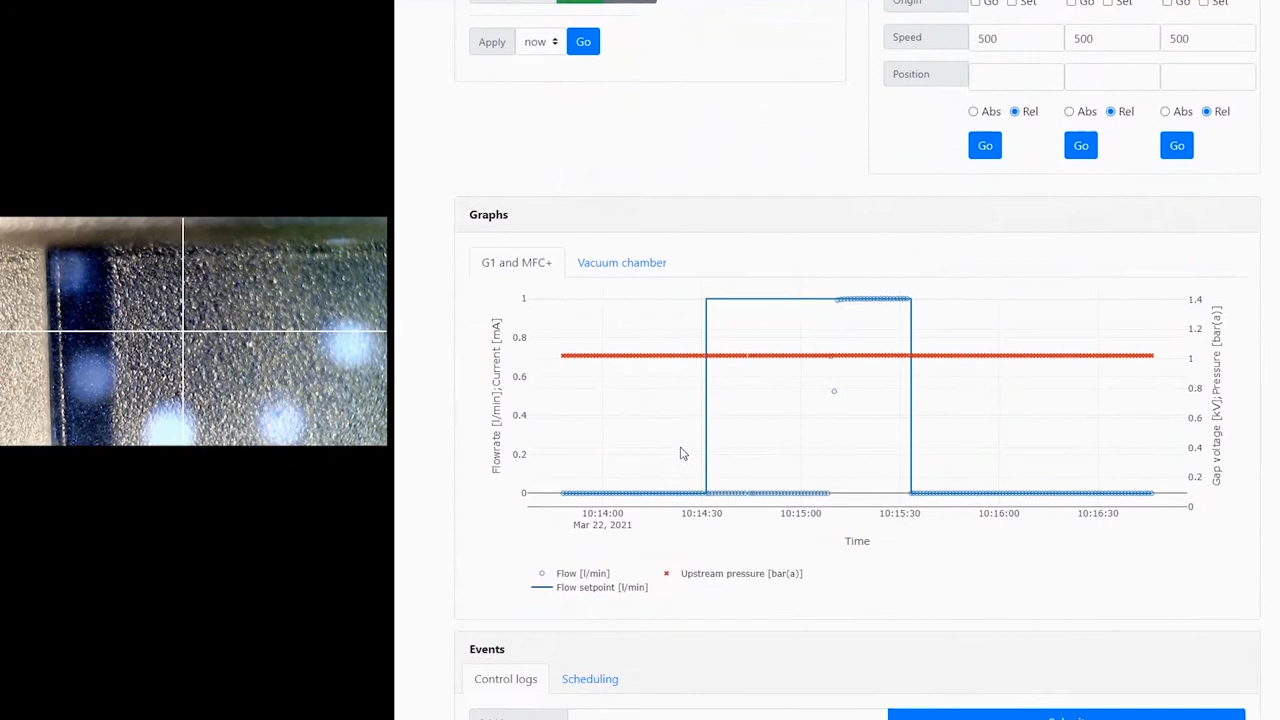 Origin Go Set Go Set Go Set
Apply now Go
Speed 500 500 500
Position
Abs Rel Abs Rel Abs Rel
Go Go Go
Graphs
G1 and MFC+ Vacuum chamber
Flowrate [l/min];Current [mA]
1
0.8
0.6
0.4
0.2
0
1.4
1.2
1
0.8
0.6
0.4
0.2
0
Gap voltage [kV];Pressure [bar(a)]
10:14:00 10:14:30 10:15:00 10:15:30 10:16:00 10:16:30
Mar 22, 2021
Time
Flow [l/min] Upstream pressure [bar(a)]
Flow setpoint [l/min]
Events
Control logs Scheduling